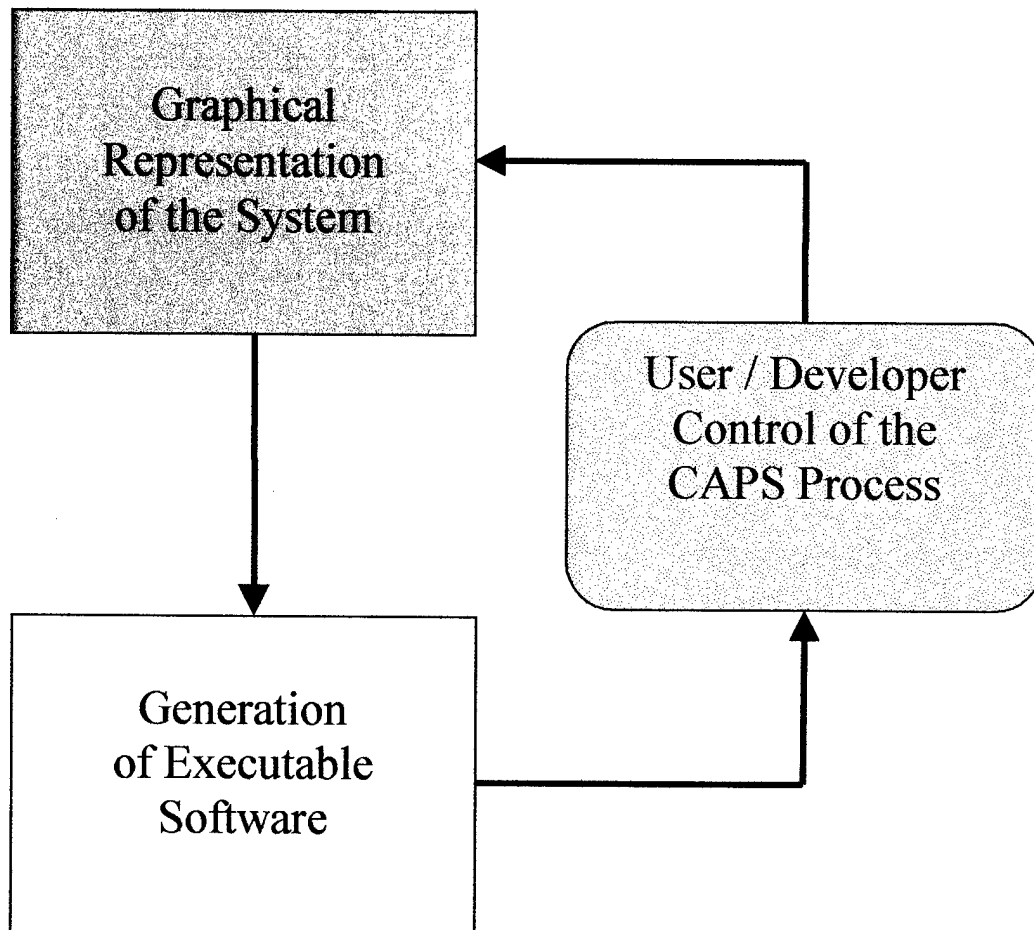 Graphical
Representation
of the System
User / Developer
Control of the
CAPS Process
Generation
of Executable
Software